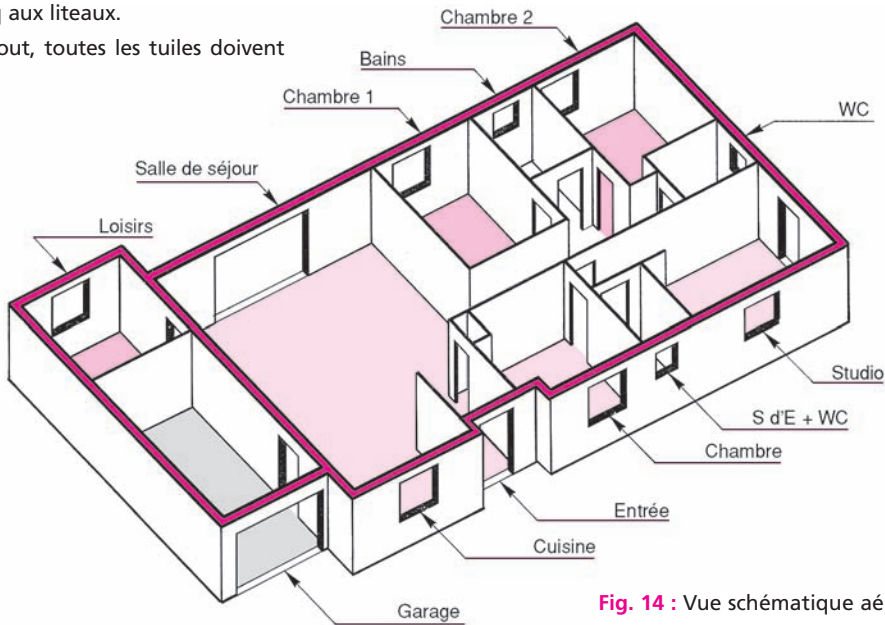 aux liteaux.
out, toutes les tuiles doivent
Chambre 2
Bains
Chambre 1
WC
Salle de séjour
Loisirs
Studio
S d'E + WC
Chambre
Entrée
Cuisine
Garage
Fig. 14 : Vue schématique aé